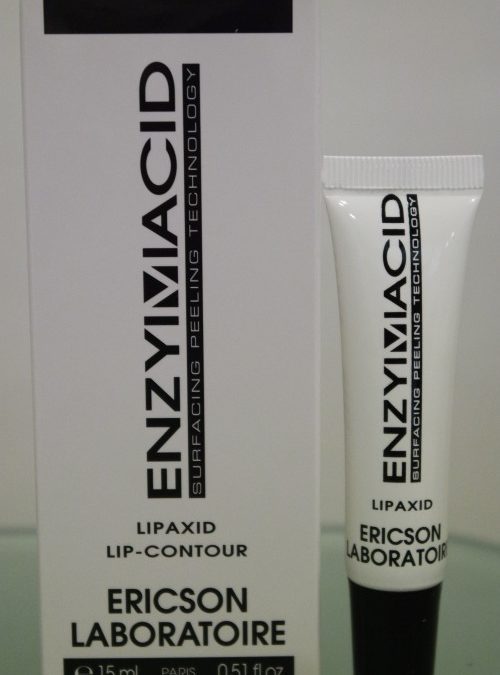 ENZYMACID
SURFACING PEELING TECHNOLOGY
LIPAXID
LIP-CONTOUR
ERICSON
LABORATOIRE
℮ 15 ml PARIS 0.51 fl.oz
ENZYMACID
SURFACING PEELING TECHNOLOGY
LIPAXID
ERICSON
LABORATOIRE